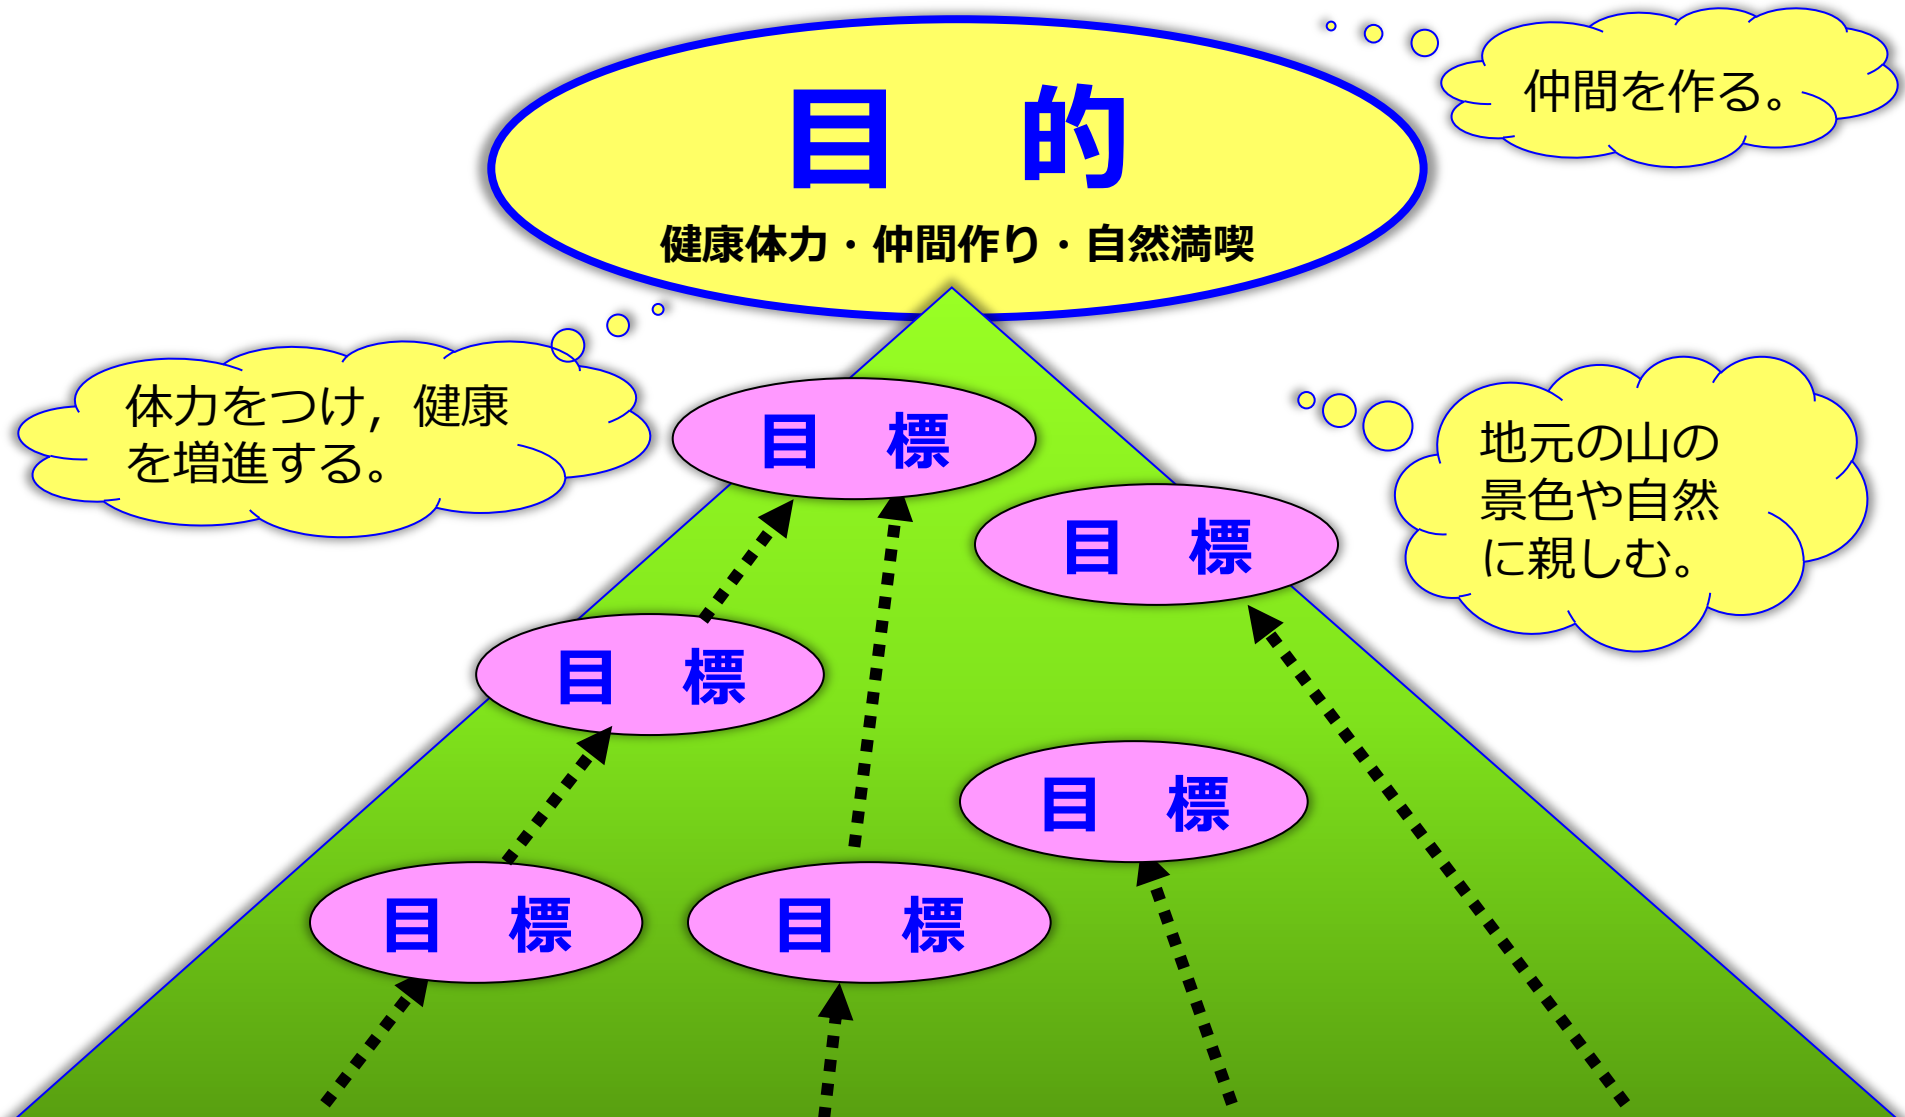 仲間を作る。
目　的
健康体力・仲間作り・自然満喫
体力をつけ，健康
を増進する。
目　標
地元の山の
景色や自然
に親しむ。
目　標
目　標
目　標
目　標
目　標